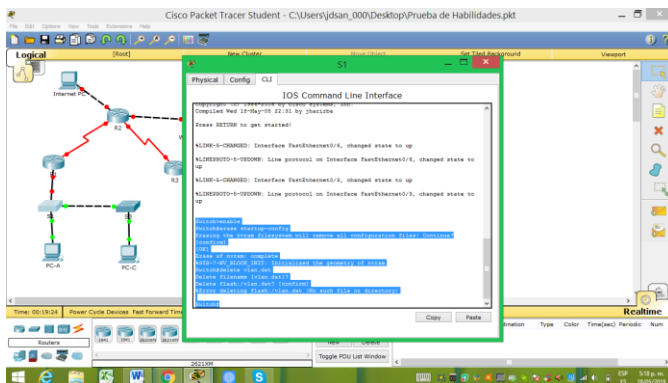 Cisco Packet Tracer Student - C:\Users\jdsan_000\Desktop\Prueba de Habilidades.pkt
File Edit Options View Tools Extensions Help
Logical
[Root]
New Cluster
Move Object
Set Tiled Background
Viewport
S1
Physical Config CLI
IOS Command Line Interface
Compiled Wed 18-May-05 22:31 by jharirba
Press RETURN to get started!
%LINK-5-CHANGED: Interface FastEthernet0/6, changed state to up
%LINEPROTO-5-UPDOWN: Line protocol on Interface FastEthernet0/6, changed state to
up
%LINK-5-CHANGED: Interface FastEthernet0/3, changed state to up
%LINEPROTO-5-UPDOWN: Line protocol on Interface FastEthernet0/3, changed state to
up
Switch>enable
Switch#erase startup-config
Erasing the nvram filesystem will remove all configuration files! Continue?
[confirm]
[OK]
Erase of nvram: complete
%SYS-7-NV_BLOCK_INIT: Initialized the geometry of nvram
Switch#delete vlan.dat
Delete filename [vlan.dat]?
Delete flash:/vlan.dat? [confirm]
%Error deleting flash:/vlan.dat (No such file or directory)
Switch#
Copy Paste
Internet PC
R2
R3
S1
S3
PC-A
PC-C
Time: 00:19:24
Power Cycle Devices Fast Forward Time
Realtime
Routers
2621XM
New Delete
Toggle PDU List Window
Type Color Time(sec) Periodic Num
ESP
ES
5:18 p. m.